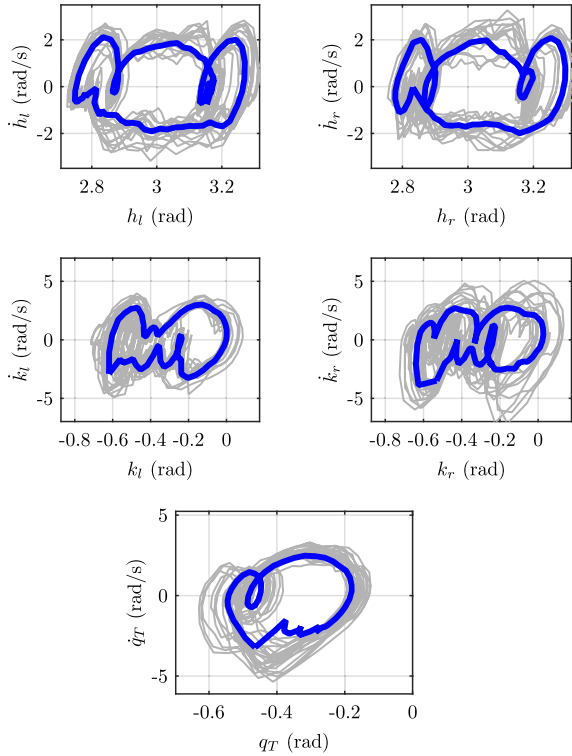 2
0
-2
ḣ_l (rad/s)
2.8 3 3.2
h_l (rad)
2
0
-2
ḣ_r (rad/s)
2.8 3 3.2
h_r (rad)
5
0
-5
k̇_l (rad/s)
-0.8 -0.6 -0.4 -0.2 0
k_l (rad)
5
0
-5
k̇_r (rad/s)
-0.8 -0.6 -0.4 -0.2 0
k_r (rad)
5
0
-5
q̇_T (rad/s)
-0.6 -0.4 -0.2 0
q_T (rad)